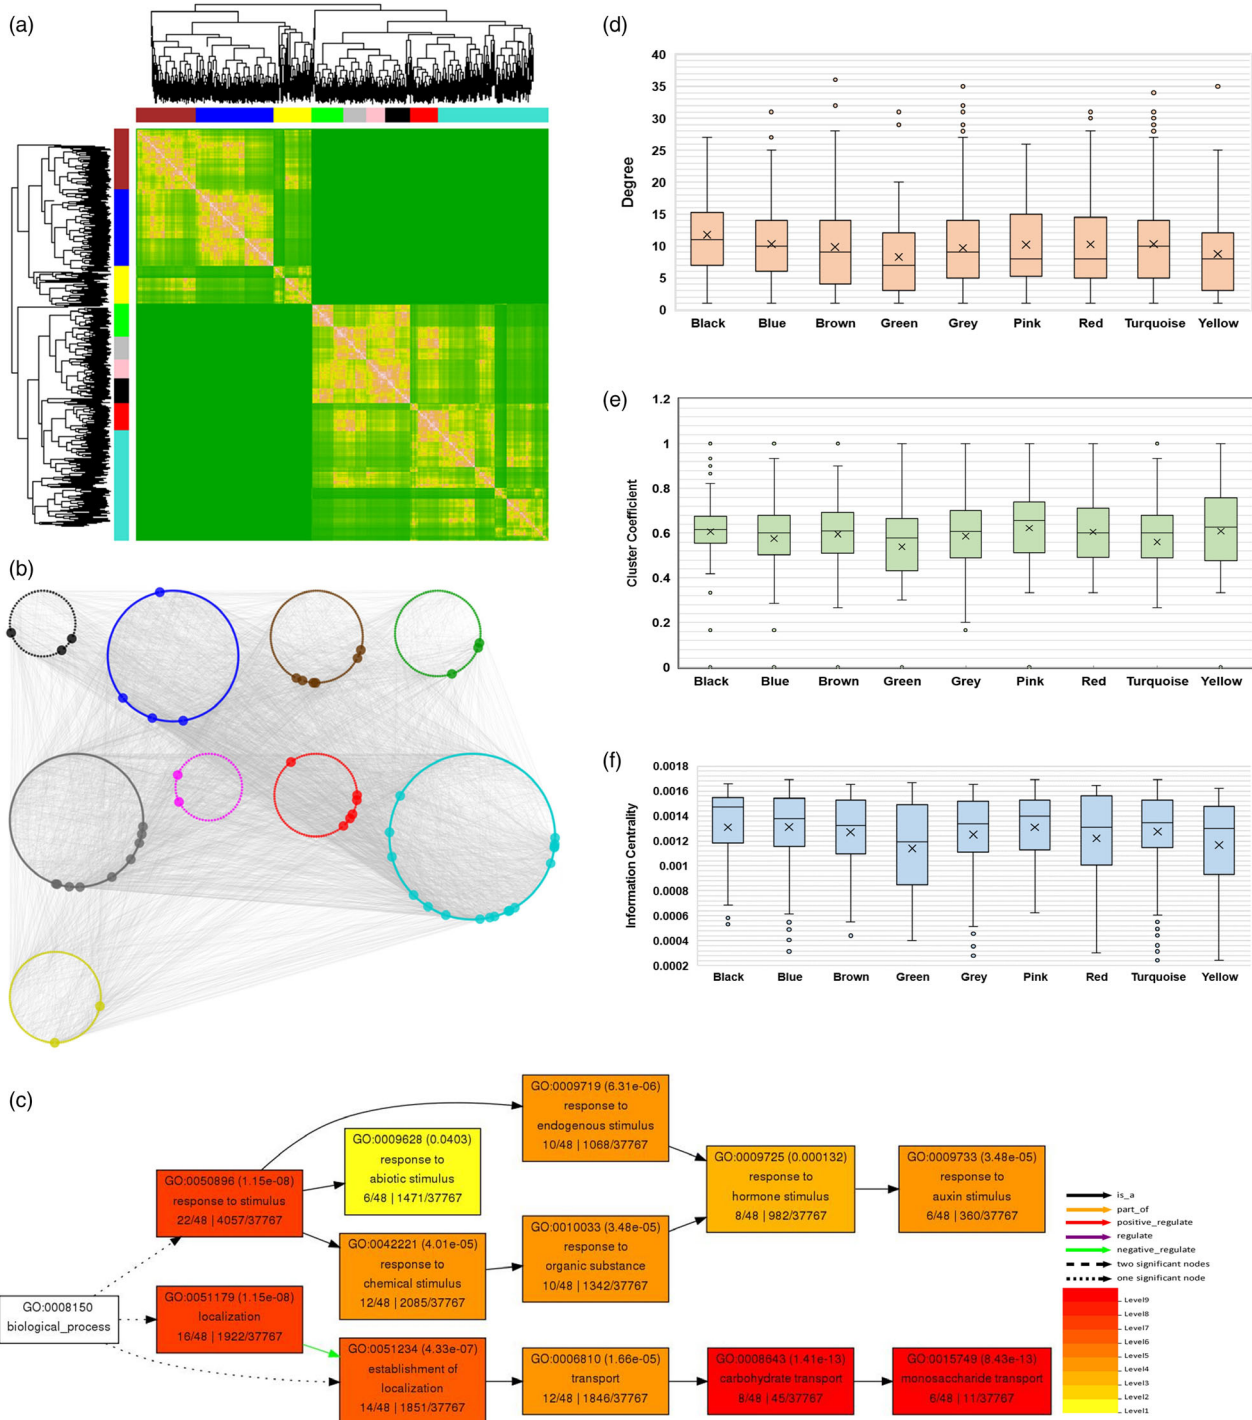 (a)
(b)
(d)
40
35
30
25
20
15
10
5
0
Degree
Black Blue Brown Green Grey Pink Red Turquoise Yellow
(e)
1.2
1
0.8
0.6
0.4
0.2
0
Cluster Coefficient
Black Blue Brown Green Grey Pink Red Turquoise Yellow
(f)
0.0018
0.0016
0.0014
0.0012
0.001
0.0008
0.0006
0.0004
0.0002
Information Centrality
Black Blue Brown Green Grey Pink Red Turquoise Yellow
(c)
GO:0008150
biological_process
GO:0050896 (1.15e-08)
response to stimulus
22/48 | 4057/37767
GO:0051179 (1.15e-08)
localization
16/48 | 1922/37767
GO:0009628 (0.0403)
response to
abiotic stimulus
6/48 | 1471/37767
GO:0042221 (4.01e-05)
response to
chemical stimulus
12/48 | 2085/37767
GO:0051234 (4.33e-07)
establishment of
localization
14/48 | 1851/37767
GO:0009719 (6.31e-06)
response to
endogenous stimulus
10/48 | 1068/37767
GO:0010033 (3.48e-05)
response to
organic substance
10/48 | 1342/37767
GO:0006810 (1.66e-05)
transport
12/48 | 1846/37767
GO:0009725 (0.000132)
response to
hormone stimulus
8/48 | 982/37767
GO:0008643 (1.41e-13)
carbohydrate transport
8/48 | 45/37767
GO:0009733 (3.48e-05)
response to
auxin stimulus
6/48 | 360/37767
GO:0015749 (8.43e-13)
monosaccharide transport
6/48 | 11/37767
is_a
part_of
positive_regulate
regulate
negative_regulate
two significant nodes
one significant node
Level9
Level8
Level7
Level6
Level5
Level4
Level3
Level2
Level1